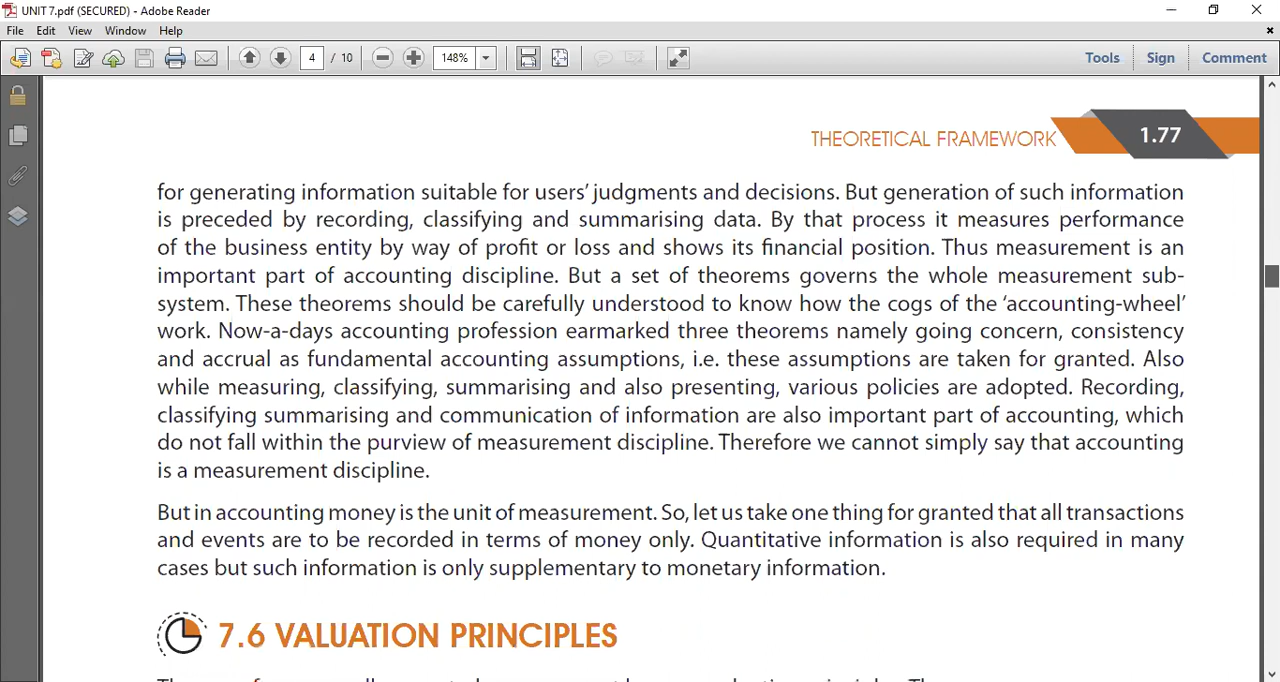 UNIT 7.pdf (SECURED) - Adobe Reader
File Edit View Window Help
4 / 10 148% Tools Sign Comment
THEORETICAL FRAMEWORK 1.77
for generating information suitable for users’ judgments and decisions. But generation of such information
is preceded by recording, classifying and summarising data. By that process it measures performance
of the business entity by way of profit or loss and shows its financial position. Thus measurement is an
important part of accounting discipline. But a set of theorems governs the whole measurement sub-
system. These theorems should be carefully understood to know how the cogs of the ‘accounting-wheel’
work. Now-a-days accounting profession earmarked three theorems namely going concern, consistency
and accrual as fundamental accounting assumptions, i.e. these assumptions are taken for granted. Also
while measuring, classifying, summarising and also presenting, various policies are adopted. Recording,
classifying summarising and communication of information are also important part of accounting, which
do not fall within the purview of measurement discipline. Therefore we cannot simply say that accounting
is a measurement discipline.
But in accounting money is the unit of measurement. So, let us take one thing for granted that all transactions
and events are to be recorded in terms of money only. Quantitative information is also required in many
cases but such information is only supplementary to monetary information.
7.6 VALUATION PRINCIPLES